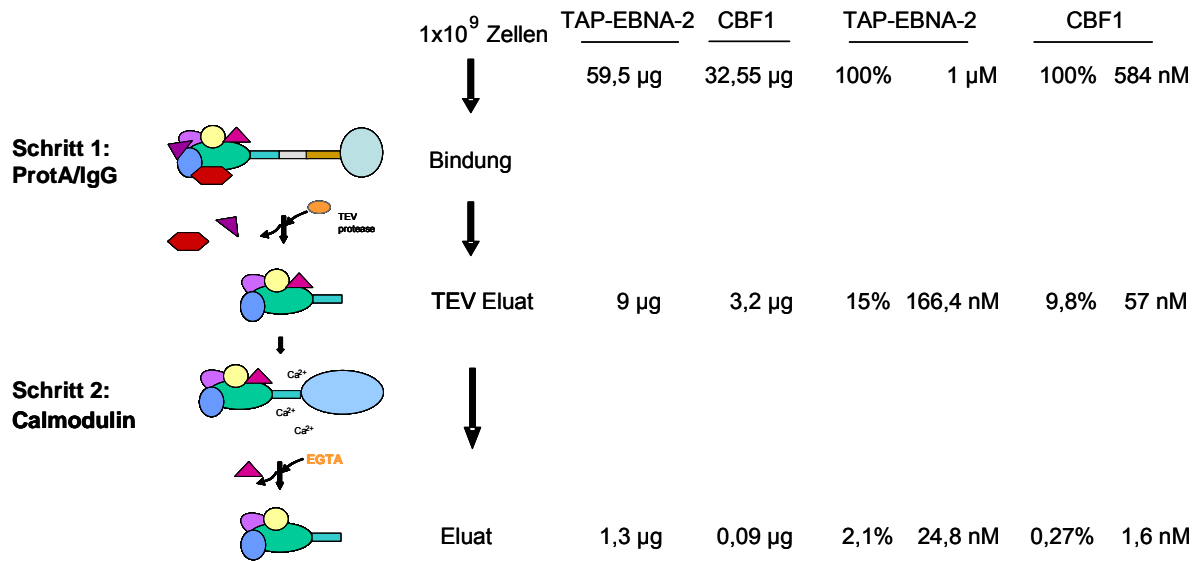 1x10⁹ Zellen
TAP-EBNA-2 CBF1 TAP-EBNA-2 CBF1
59,5 µg 32,55 µg 100% 1 µM 100% 584 nM
Schritt 1:
ProtA/IgG
Bindung
TEV
protease
TEV Eluat 9 µg 3,2 µg 15% 166,4 nM 9,8% 57 nM
Schritt 2:
Calmodulin
Ca²⁺
Ca²⁺
Ca²⁺
EGTA
Eluat 1,3 µg 0,09 µg 2,1% 24,8 nM 0,27% 1,6 nM